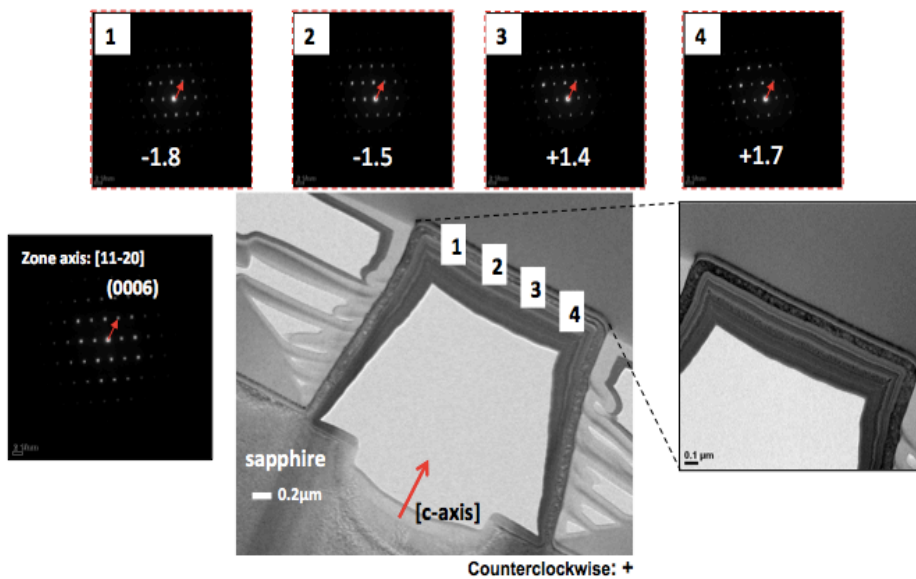 1
2
3
4
-1.8
-1.5
+1.4
+1.7
Zone axis: [11-20]
(0006)
1
2
3
4
sapphire
0.2μm
[c-axis]
0.1 μm
Counterclockwise: +